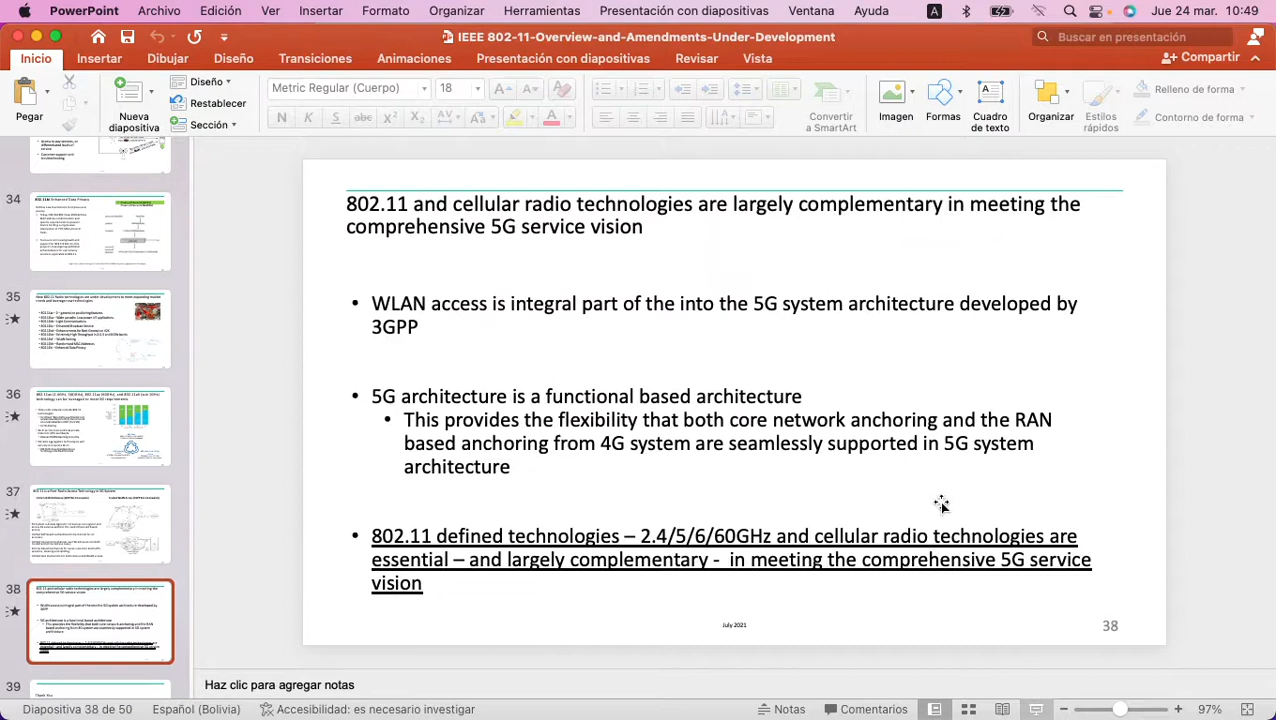 PowerPoint Archivo Edición Ver Insertar Formato Organizar Herramientas Presentación con diapositivas Ventana Ayuda Jue 24 mar. 10:49
IEEE 802-11-Overview-and-Amendments-Under-Development
Buscar en presentación
Inicio Insertar Dibujar Diseño Transiciones Animaciones Presentación con diapositivas Revisar Vista Compartir
Pegar
Nueva diapositiva
Diseño
Restablecer
Sección
Metric Regular (Cuerpo) 18
Convertir a SmartArt
Imagen
Formas
Cuadro de texto
Organizar
Estilos rápidos
Relleno de forma
Contorno de forma
34
35
36
37
38
39
Thank You
802.11 and cellular radio technologies are largely complementary in meeting the
comprehensive 5G service vision
• WLAN access is integral part of the into the 5G system architecture developed by
3GPP
• 5G architecture is a functional based architecture
• This provides the flexibility that both core network anchoring and the RAN
based anchoring from 4G system are seamlessly supported in 5G system
architecture
• 802.11 defined technologies – 2.4/5/6/60GHz and cellular radio technologies are
essential – and largely complementary - in meeting the comprehensive 5G service
vision
July 2021
38
Haz clic para agregar notas
Diapositiva 38 de 50 Español (Bolivia) Accesibilidad: es necesario investigar Notas Comentarios 97%